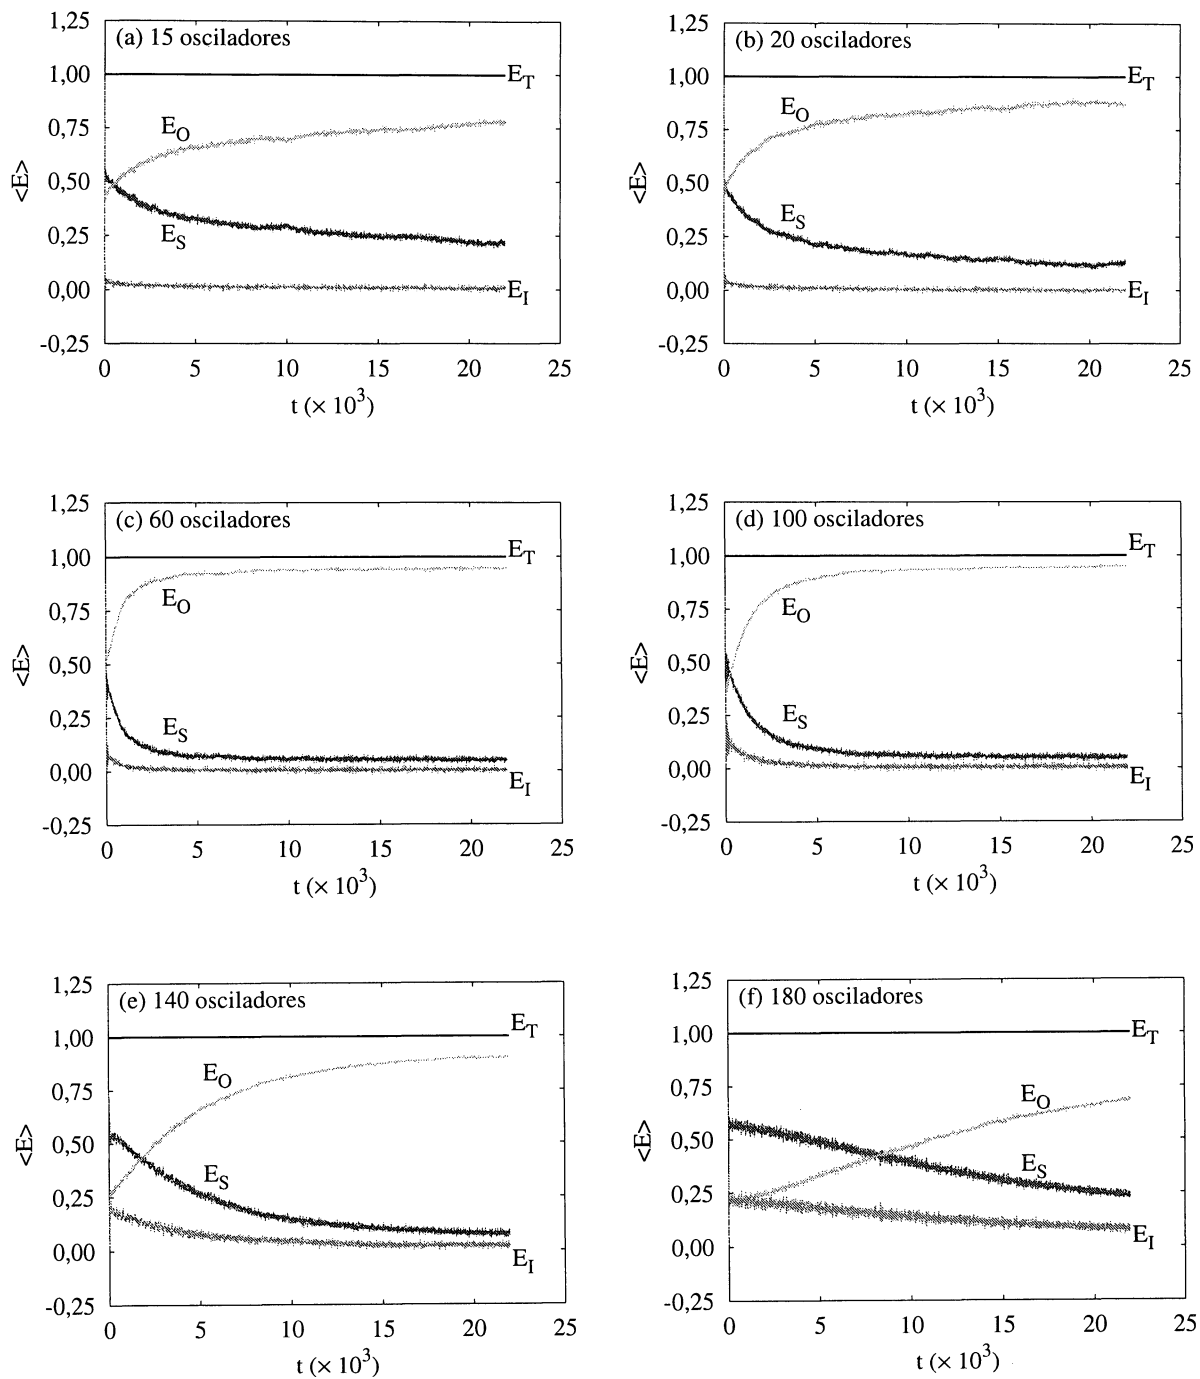 (a) 15 osciladores
1,25
1,00
0,75
0,50
0,25
0,00
-0,25
<E>
E_T
E_O
E_S
E_I
0 5 10 15 20 25
t (× 10^3)
(b) 20 osciladores
1,25
1,00
0,75
0,50
0,25
0,00
-0,25
<E>
E_T
E_O
E_S
E_I
0 5 10 15 20 25
t (× 10^3)
(c) 60 osciladores
1,25
1,00
0,75
0,50
0,25
0,00
-0,25
<E>
E_T
E_O
E_S
E_I
0 5 10 15 20 25
t (× 10^3)
(d) 100 osciladores
1,25
1,00
0,75
0,50
0,25
0,00
-0,25
<E>
E_T
E_O
E_S
E_I
0 5 10 15 20 25
t (× 10^3)
(e) 140 osciladores
1,25
1,00
0,75
0,50
0,25
0,00
-0,25
<E>
E_T
E_O
E_S
E_I
0 5 10 15 20 25
t (× 10^3)
(f) 180 osciladores
1,25
1,00
0,75
0,50
0,25
0,00
-0,25
<E>
E_T
E_O
E_S
E_I
0 5 10 15 20 25
t (× 10^3)